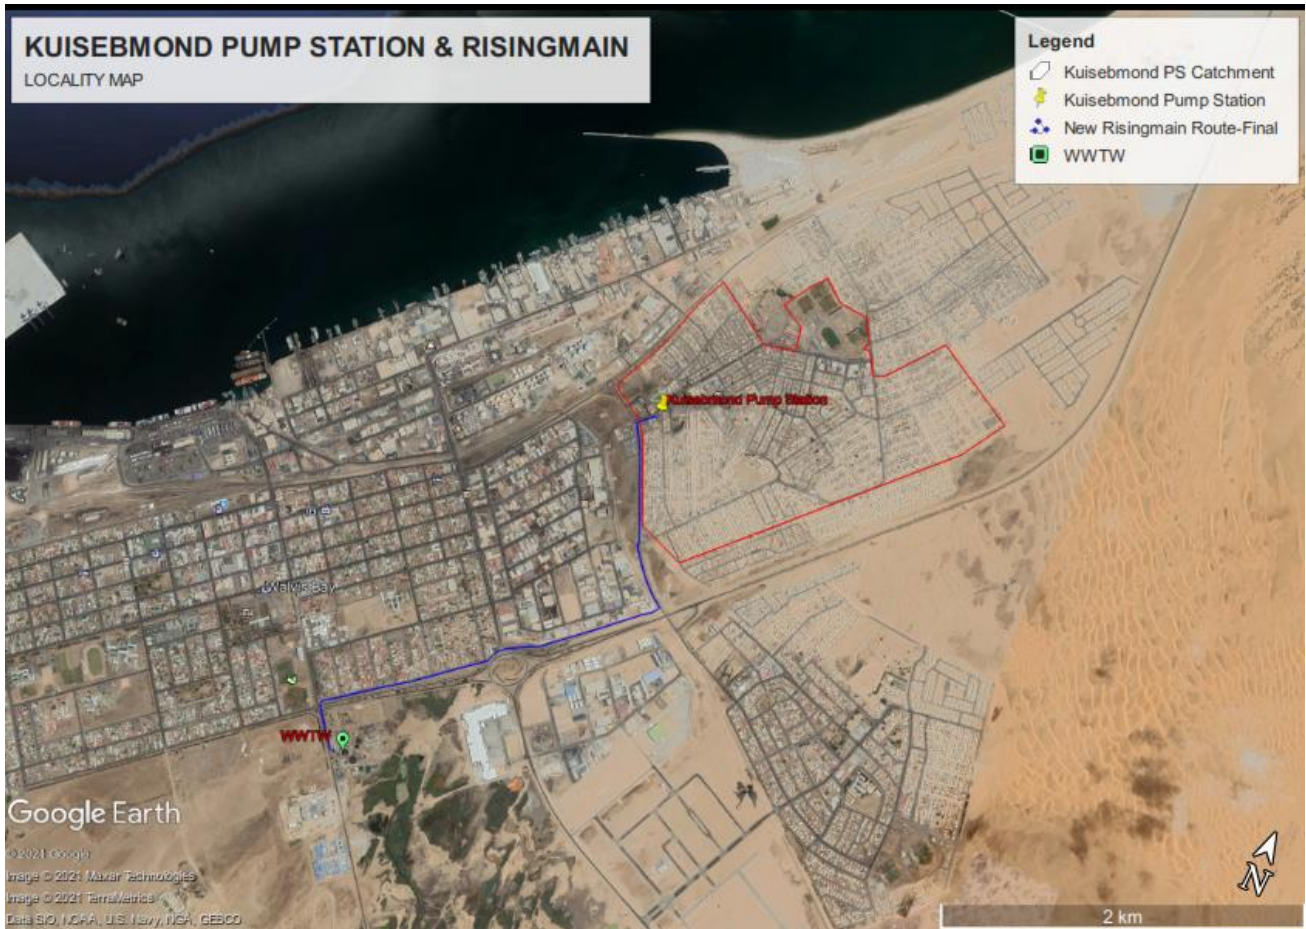 KUISEBMOND PUMP STATION & RISINGMAIN
LOCALITY MAP
Legend
Kuisebmond PS Catchment
Kuisebmond Pump Station
New Risingmain Route-Final
WWTW
Kuisebmond Pump Station
Walvis Bay
WWTW
Google Earth
© 2021 Google
Image © 2021 Maxar Technologies
Image © 2021 TerraMetrics
Data SIO, NOAA, U.S. Navy, NGA, GEBCO
N
2 km